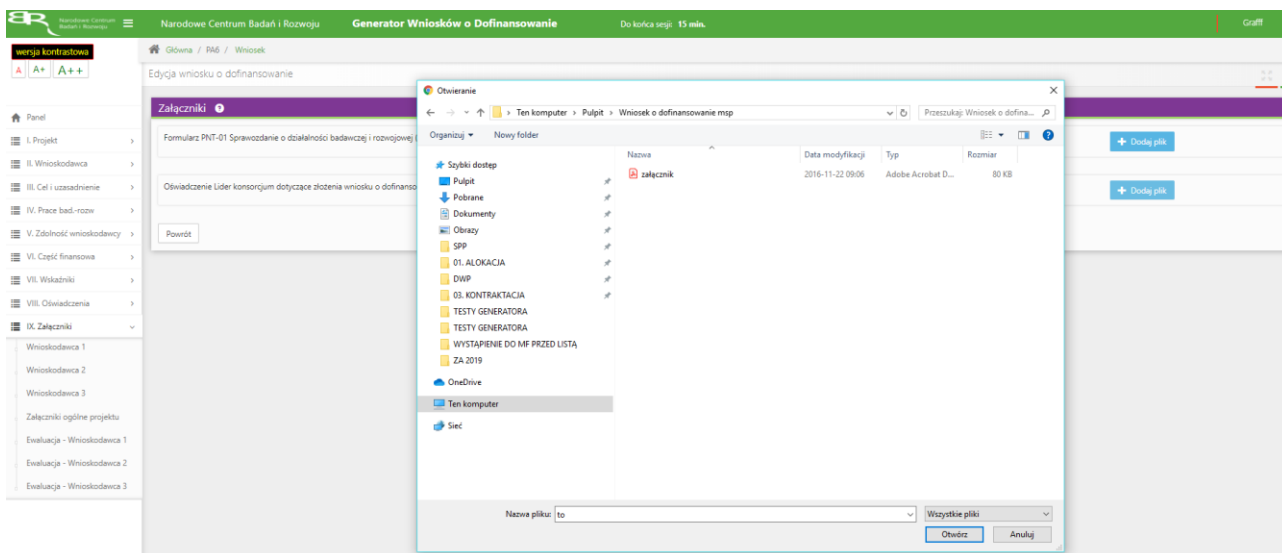 Narodowe Centrum
Badań i Rozwoju
Narodowe Centrum Badań i Rozwoju
Generator Wniosków o Dofinansowanie
Do końca sesji: 15 min.
Grafff
wersja kontrastowa
A A+ A++
Główna / PA6 / Wniosek
Edycja wniosku o dofinansowanie
Panel
I. Projekt
II. Wnioskodawca
III. Cel i uzasadnienie
IV. Prace bad.-rozw
V. Zdolność wnioskodawcy
VI. Część finansowa
VII. Wskaźniki
VIII. Oświadczenia
IX. Załączniki
Wnioskodawca 1
Wnioskodawca 2
Wnioskodawca 3
Załączniki ogólne projektu
Ewaluacja - Wnioskodawca 1
Ewaluacja - Wnioskodawca 2
Ewaluacja - Wnioskodawca 3
Załączniki ?
Formularz PNT-01 Sprawozdanie o działalności badawczej i rozwojowej (
+ Dodaj plik
Oświadczenie Lider konsorcjum dotyczące złożenia wniosku o dofinanso
+ Dodaj plik
Powrót
Otwieranie
Ten komputer > Pulpit > Wniosek o dofinansowanie msp
Przeszukaj: Wniosek o dofina...
Organizuj Nowy folder
Nazwa Data modyfikacji Typ Rozmiar
załącznik 2016-11-22 09:06 Adobe Acrobat D... 80 KB
Szybki dostęp
Pulpit
Pobrane
Dokumenty
Obrazy
SPP
01. ALOKACJA
DWP
03. KONTRAKTACJA
TESTY GENERATORA
TESTY GENERATORA
WYSTĄPIENIE DO MF PRZED LISTĄ
ZA 2019
OneDrive
Ten komputer
Sieć
Nazwa pliku: to
Wszystkie pliki
Otwórz Anuluj